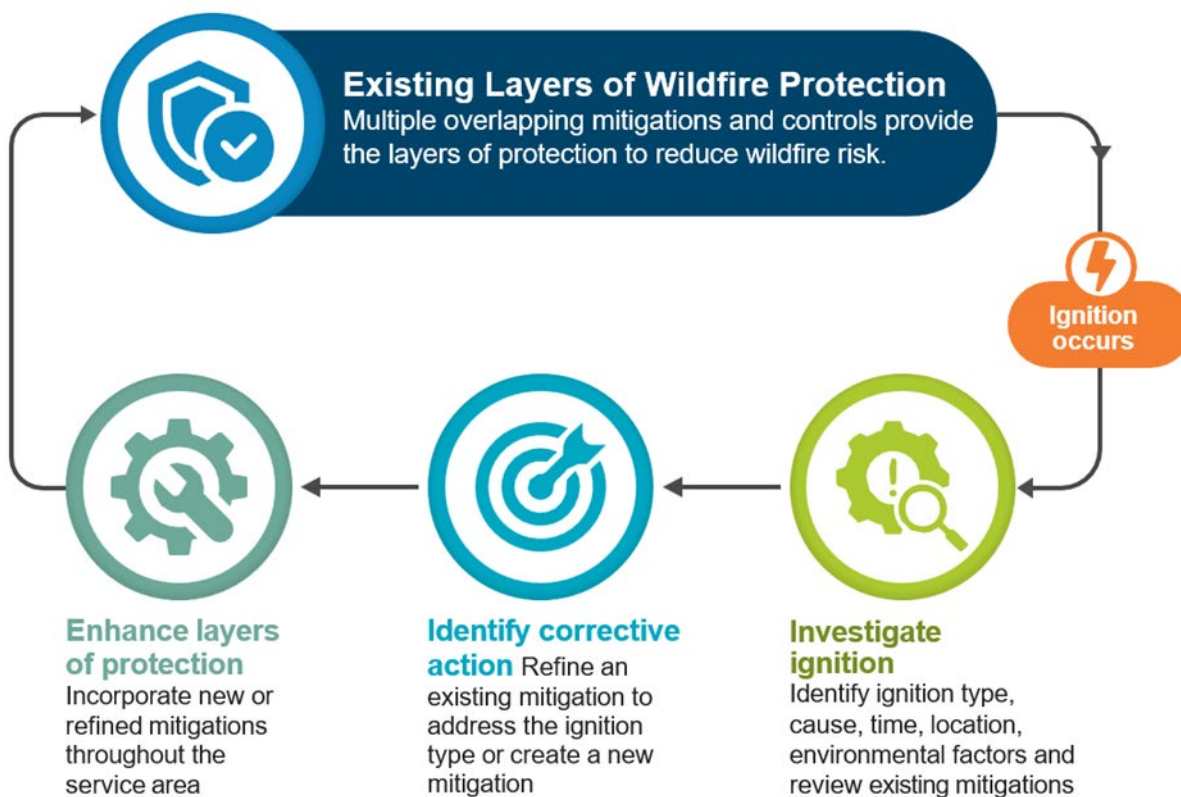 Existing Layers of Wildfire Protection
Multiple overlapping mitigations and controls provide
the layers of protection to reduce wildfire risk.
Ignition
occurs
Enhance layers
of protection
Incorporate new or
refined mitigations
throughout the
service area
Identify corrective
action Refine an
existing mitigation to
address the ignition
type or create a new
mitigation
Investigate
ignition
Identify ignition type,
cause, time, location,
environmental factors and
review existing mitigations